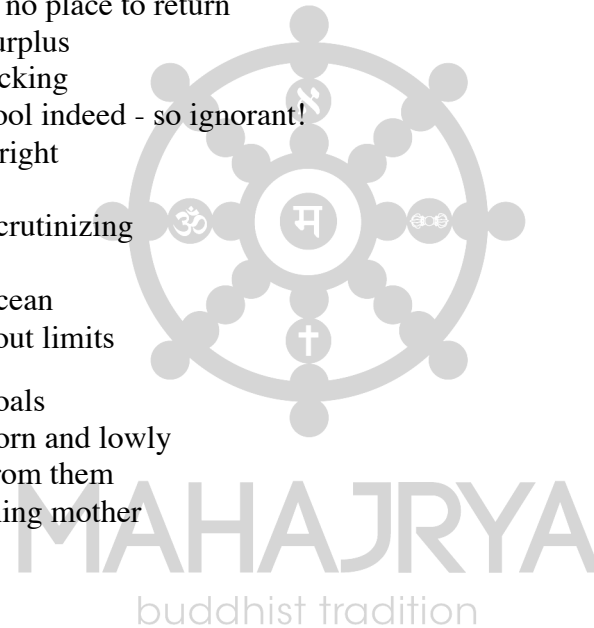 no place to return
urplus
cking
ool indeed - so ignorant!
א
right
ॐ
म
crutinizing
cean
out limits
oals
orn and lowly
rom them
ing mother
MAHAJRYA
buddhist tradition